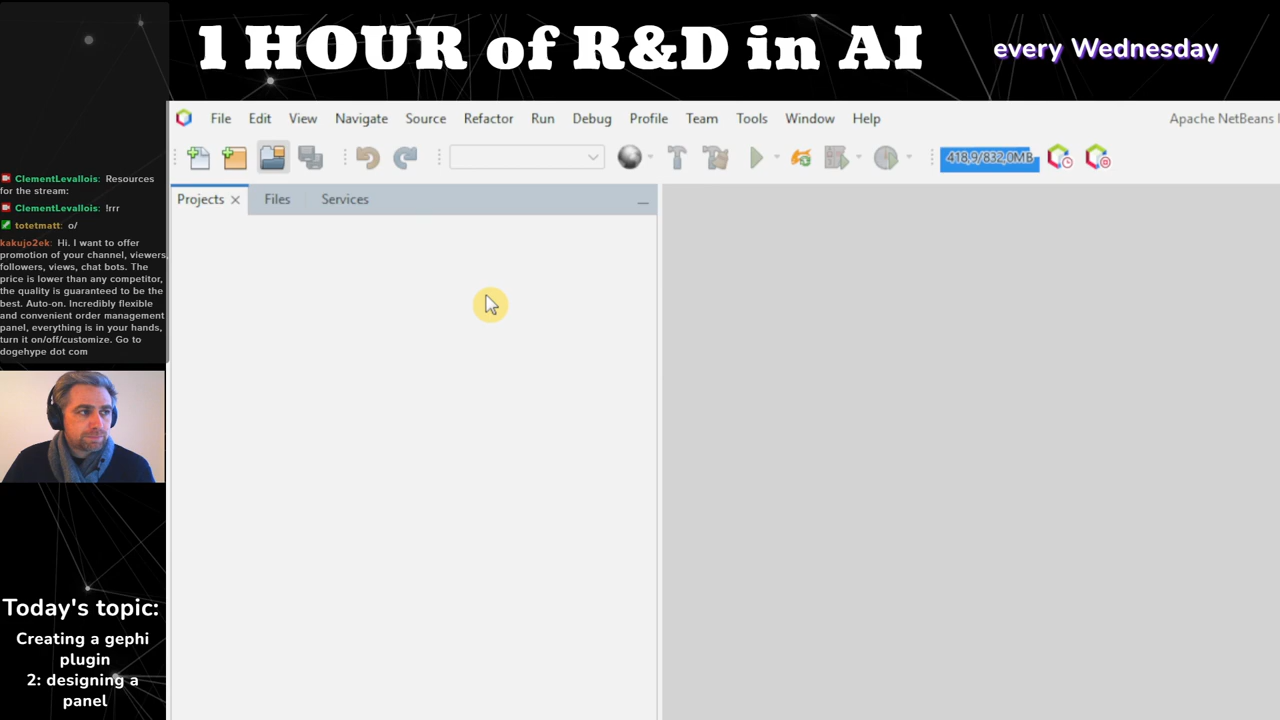 1 HOUR of R&D in AI
every Wednesday
File Edit View Navigate Source Refactor Run Debug Profile Team Tools Window Help
Apache NetBeans I
418,9/832,0MB
Projects
Files
Services
ClementLevallois: Resources
for the stream:
ClementLevallois: !rrr
totetmatt: o/
kakujo2ek: Hi. I want to offer
promotion of your channel, viewers,
followers, views, chat bots. The
price is lower than any competitor,
the quality is guaranteed to be the
best. Auto-on. Incredibly flexible
and convenient order management
panel, everything is in your hands,
turn it on/off/customize. Go to
dogehype dot com
Today's topic:
Creating a gephi
plugin
2: designing a
panel